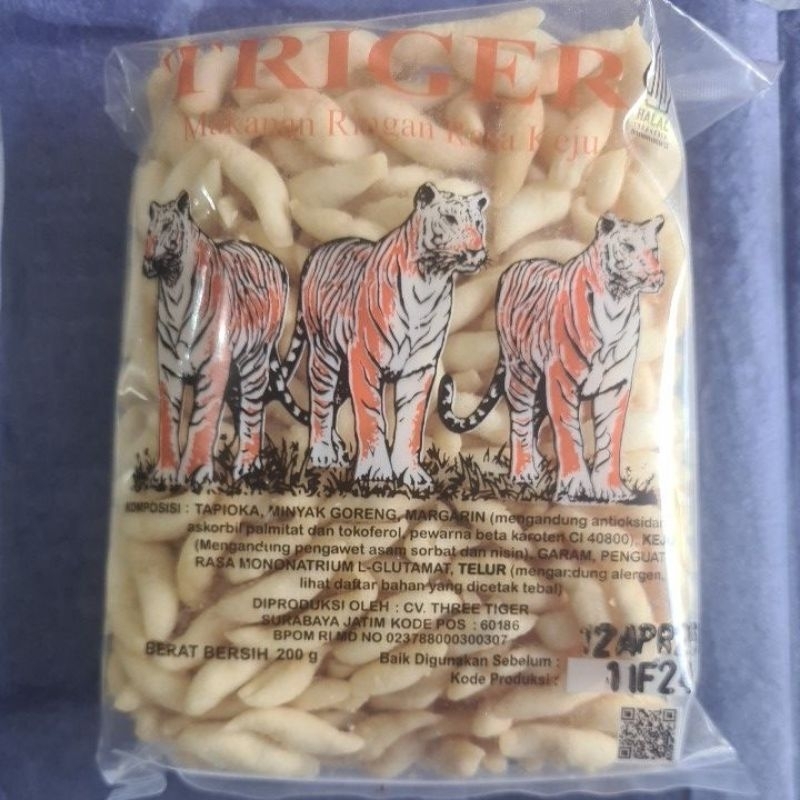 TRIGER
Makanan Ringan Rasa Keju
HALAL
INDONESIA
KOMPOSISI : TAPIOKA, MINYAK GORENG, MARGARIN (mengandung antioksidan
askorbil palmitat dan tokoferol, pewarna beta karoten CI 40800), KEJU
(Mengandung pengawet asam sorbat dan nisin), GARAM, PENGUAT
RASA MONONATRIUM L-GLUTAMAT, TELUR (mengandung alergen,
lihat daftar bahan yang dicetak tebal)
DIPRODUKSI OLEH : CV. THREE TIGER
SURABAYA JATIM KODE POS : 60186
BPOM RI MD NO 023788000300307
BERAT BERSIH 200 g
Baik Digunakan Sebelum : 12 APR
Kode Produksi :